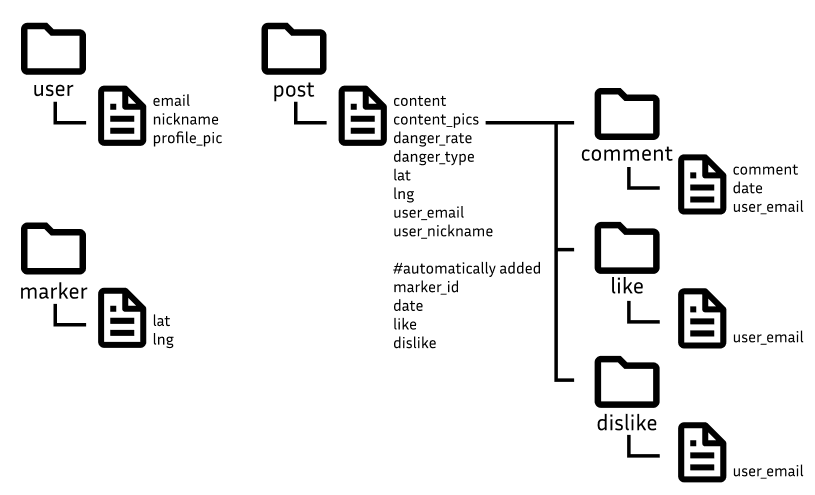 user
email
nickname
profile_pic
marker
lat
lng
post
content
content_pics
danger_rate
danger_type
lat
lng
user_email
user_nickname
#automatically added
marker_id
date
like
dislike
comment
comment
date
user_email
like
user_email
dislike
user_email